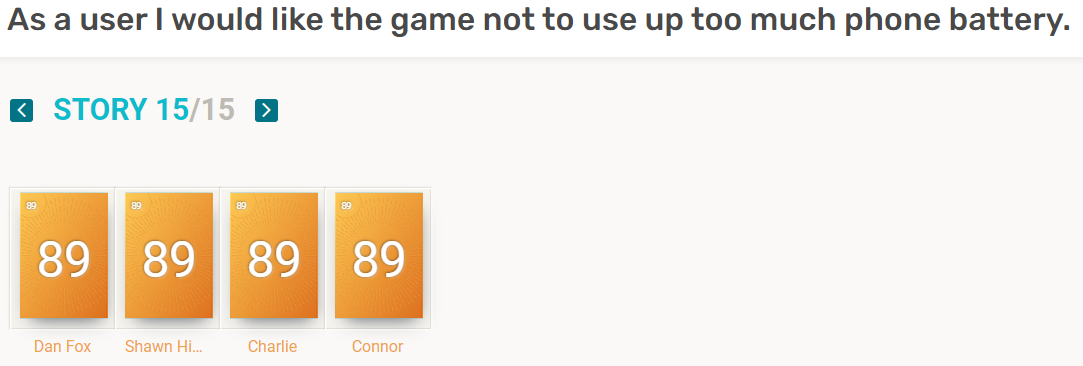 As a user I would like the game not to use up too much phone battery.
STORY 15/15
89 89 89 89
89 89 89 89
Dan Fox Shawn Hi... Charlie Connor